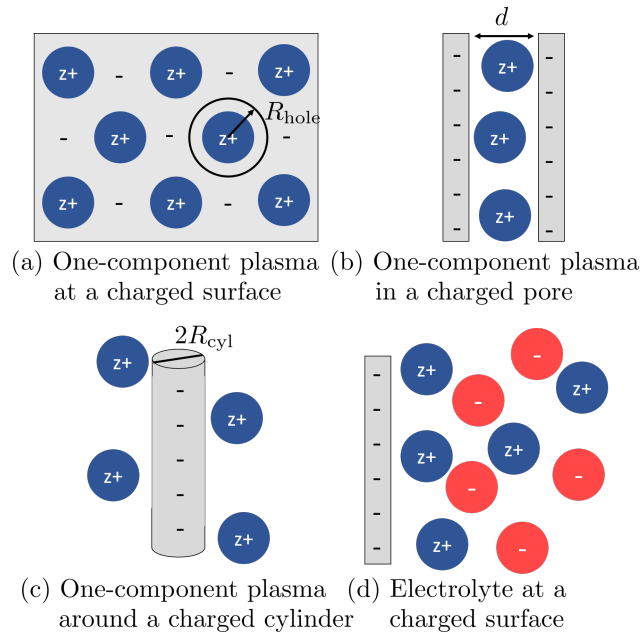 z+ - z+ - z+
- z+ - z+ -
R_hole
z+ - z+ - z+
(a) One-component plasma
at a charged surface
d
- z+ -
- -
- z+ -
- -
- -
- z+ -
(b) One-component plasma
in a charged pore
2R_cyl
z+
-
- z+
z+ -
-
- z+
(c) One-component plasma
around a charged cylinder
-
- z+ z+
- -
- z+ z+
- - -
-
- z+ -
(d) Electrolyte at a
charged surface